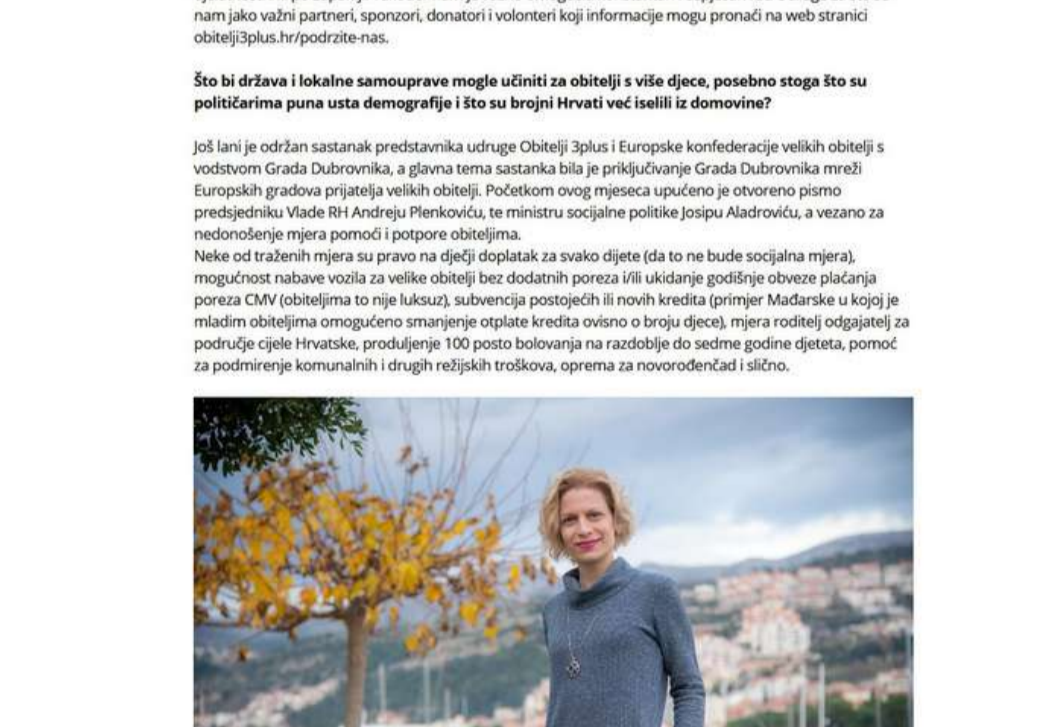 nam jako važni partneri, sponzori, donatori i volonteri koji informacije mogu pronaći na web stranici
obitelji3plus.hr/podrzite-nas.
Što bi država i lokalne samouprave mogle učiniti za obitelji s više djece, posebno stoga što su
političarima puna usta demografije i što su brojni Hrvati već iselili iz domovine?
Još lani je održan sastanak predstavnika udruge Obitelji 3plus i Europske konfederacije velikih obitelji s
vodstvom Grada Dubrovnika, a glavna tema sastanka bila je priključivanje Grada Dubrovnika mreži
Europskih gradova prijatelja velikih obitelji. Početkom ovog mjeseca upućeno je otvoreno pismo
predsjedniku Vlade RH Andreju Plenkoviću, te ministru socijalne politike Josipu Aladroviću, a vezano za
nedonošenje mjera pomoći i potpore obiteljima.
Neke od traženih mjera su pravo na dječji doplatak za svako dijete (da to ne bude socijalna mjera),
mogućnost nabave vozila za velike obitelji bez dodatnih poreza i/ili ukidanje godišnje obveze plaćanja
poreza CMV (obiteljima to nije luksuz), subvencija postojećih ili novih kredita (primjer Mađarske u kojoj je
mladim obiteljima omogućeno smanjenje otplate kredita ovisno o broju djece), mjera roditelj odgajatelj za
područje cijele Hrvatske, produljenje 100 posto bolovanja na razdoblje do sedme godine djeteta, pomoć
za podmirenje komunalnih i drugih režijskih troškova, oprema za novorođenčad i slično.